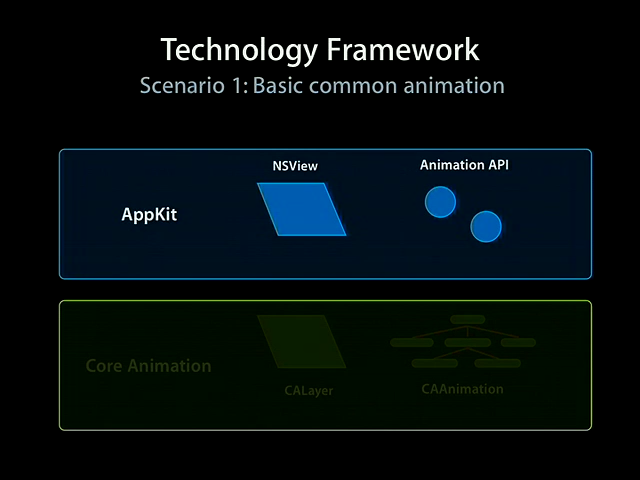 Technology Framework
Scenario 1: Basic common animation
NSView
Animation API
AppKit
Core Animation
CALayer
CAAnimation